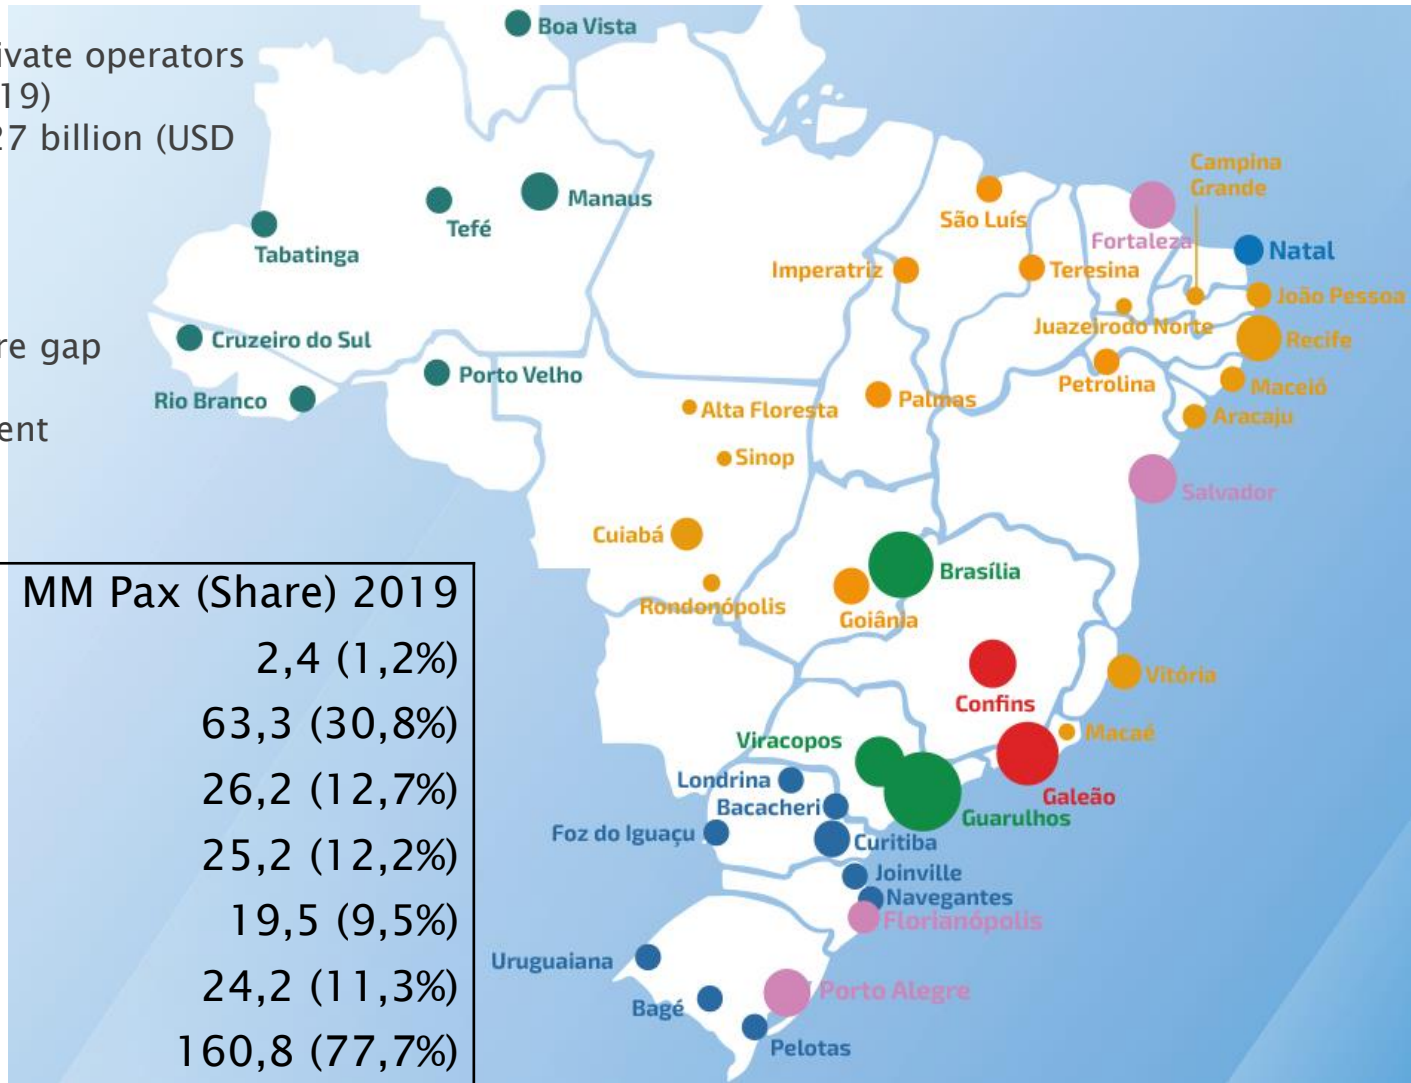 ivate operators
19)
27 billion (USD
re gap
ent
MM Pax (Share) 2019
2,4 (1,2%)
63,3 (30,8%)
26,2 (12,7%)
25,2 (12,2%)
19,5 (9,5%)
24,2 (11,3%)
160,8 (77,7%)
Boa Vista
Manaus
Tefé
Tabatinga
Cruzeiro do Sul
Porto Velho
Rio Branco
Campina
Grande
São Luís
Fortaleza
Natal
Imperatriz
Teresina
João Pessoa
Juazeirodo Norte
Recife
Petrolina
Maceió
Palmas
Aracaju
Alta Floresta
Sinop
Salvador
Cuiabá
Brasília
Rondonópolis
Goiânia
Confins
Vitória
Macaé
Viracopos
Galeão
Guarulhos
Londrina
Bacacheri
Foz do Iguaçu
Curitiba
Joinville
Navegantes
Florianópolis
Uruguaiana
Porto Alegre
Bagé
Pelotas